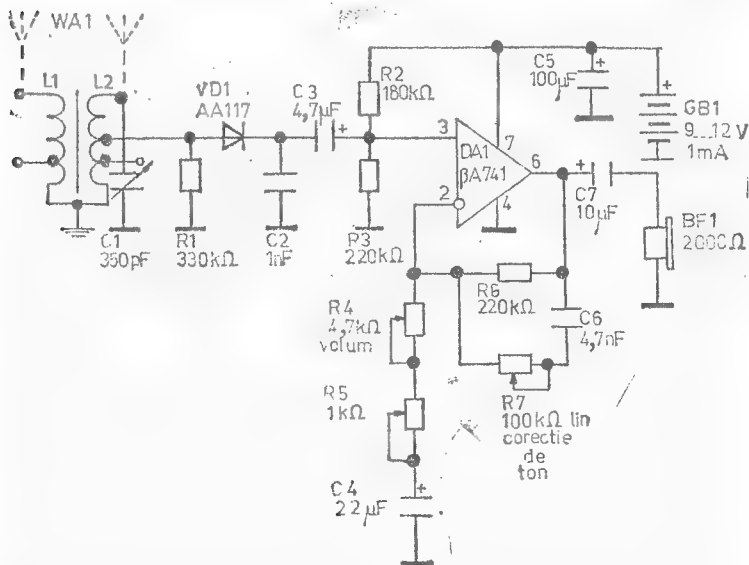 WA1
L1
L2
VD1
AA117
C3
4,7µF
R2
180kΩ
C5
100µF
GB1
9...12V
1mA
3
7
DA1
βA741
6
2
4
C7
10µF
BF1
2000Ω
C1
350pF
R1
330kΩ
C2
1nF
R3
220kΩ
R6
220kΩ
C6
4,7nF
R4
4,7kΩ
volum
R5
1kΩ
R7
100kΩ lin
corectie
de
ton
C4
22µF